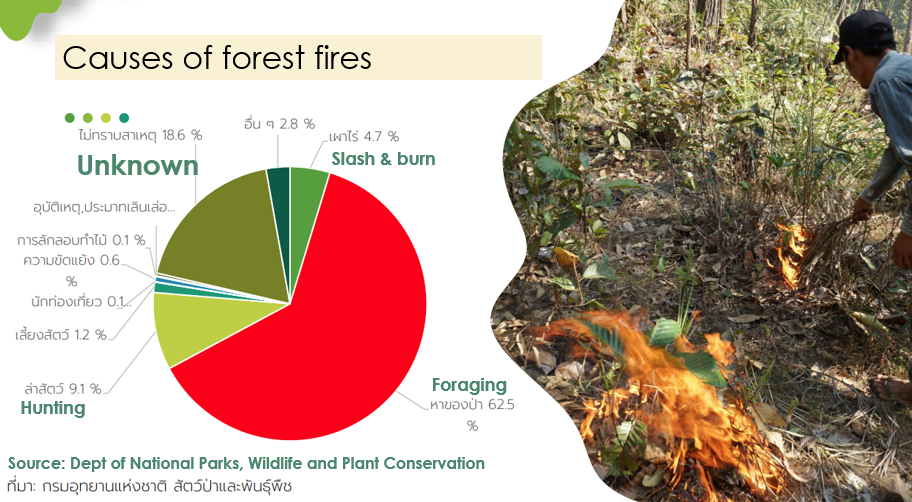 Causes of forest fires
อื่น ๆ 2.8 %
ไม่ทราบสาเหตุ 18.6 %
เผาไร่ 4.7 %
Unknown
Slash & burn
อุบัติเหตุ,ประมาทเลินเล่อ...
การลักลอบทำไม้ 0.1 %
ความขัดแย้ง 0.6
%
นักท่องเที่ยว 0.1...
เลี้ยงสัตว์ 1.2 %
ล่าสัตว์ 9.1 %
Hunting
Foraging
หาของป่า 62.5
%
Source: Dept of National Parks, Wildlife and Plant Conservation
ที่มา: กรมอุทยานแห่งชาติ สัตว์ป่าและพันธุ์พืช